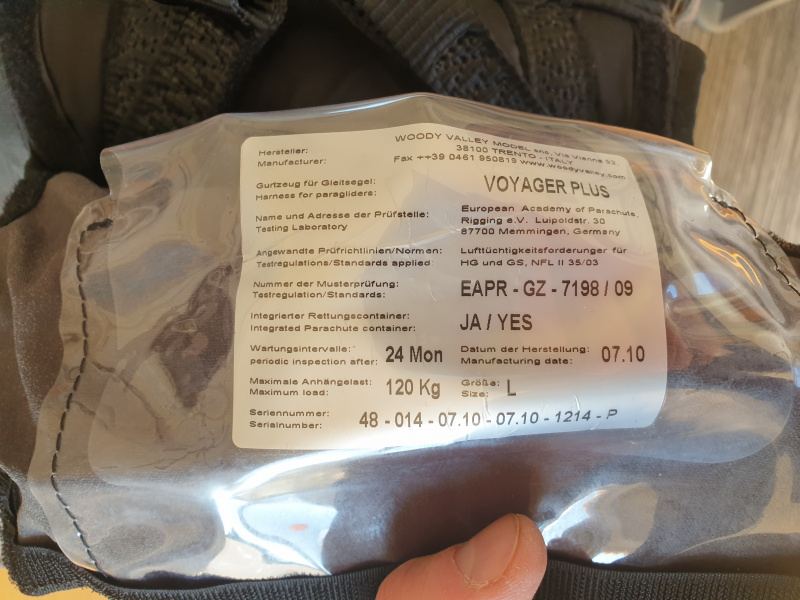 Hersteller: WOODY VALLEY MODEL snc, Via Vienna
Manufacturer: 38100 TRENTO - ITALY
Fax ++39 0461 950819 www.woodyvalley.com
Gurtzeug für Gleitsegel: VOYAGER PLUS
Harness for paragliders:
Name und Adresse der Prüfstelle: European Academy of Parachute,
Testing Laboratory Rigging e.V. Luipoldstr. 30
87700 Memmingen, Germany
Angewandte Prüfrichtlinien/Normen: Lufttüchtigkeitsforderunger für
Testregulations/Standards applied HG und GS, NFL II 35/03
Nummer der Musterprüfung: EAPR - GZ - 7198 / 09
Testregulation/Standards:
Integrierter Rettungscontainer: JA / YES
Integrated Parachute container:
Wartungsintervalle: 24 Mon Datum der Herstellung: 07.10
periodic inspection after: Manufacturing date:
Maximale Anhängelast: 120 Kg Größe: L
Maximum load: Size:
Seriennummer: 48 - 014 - 07.10 - 07.10 - 1214 - P
Serialnumber: